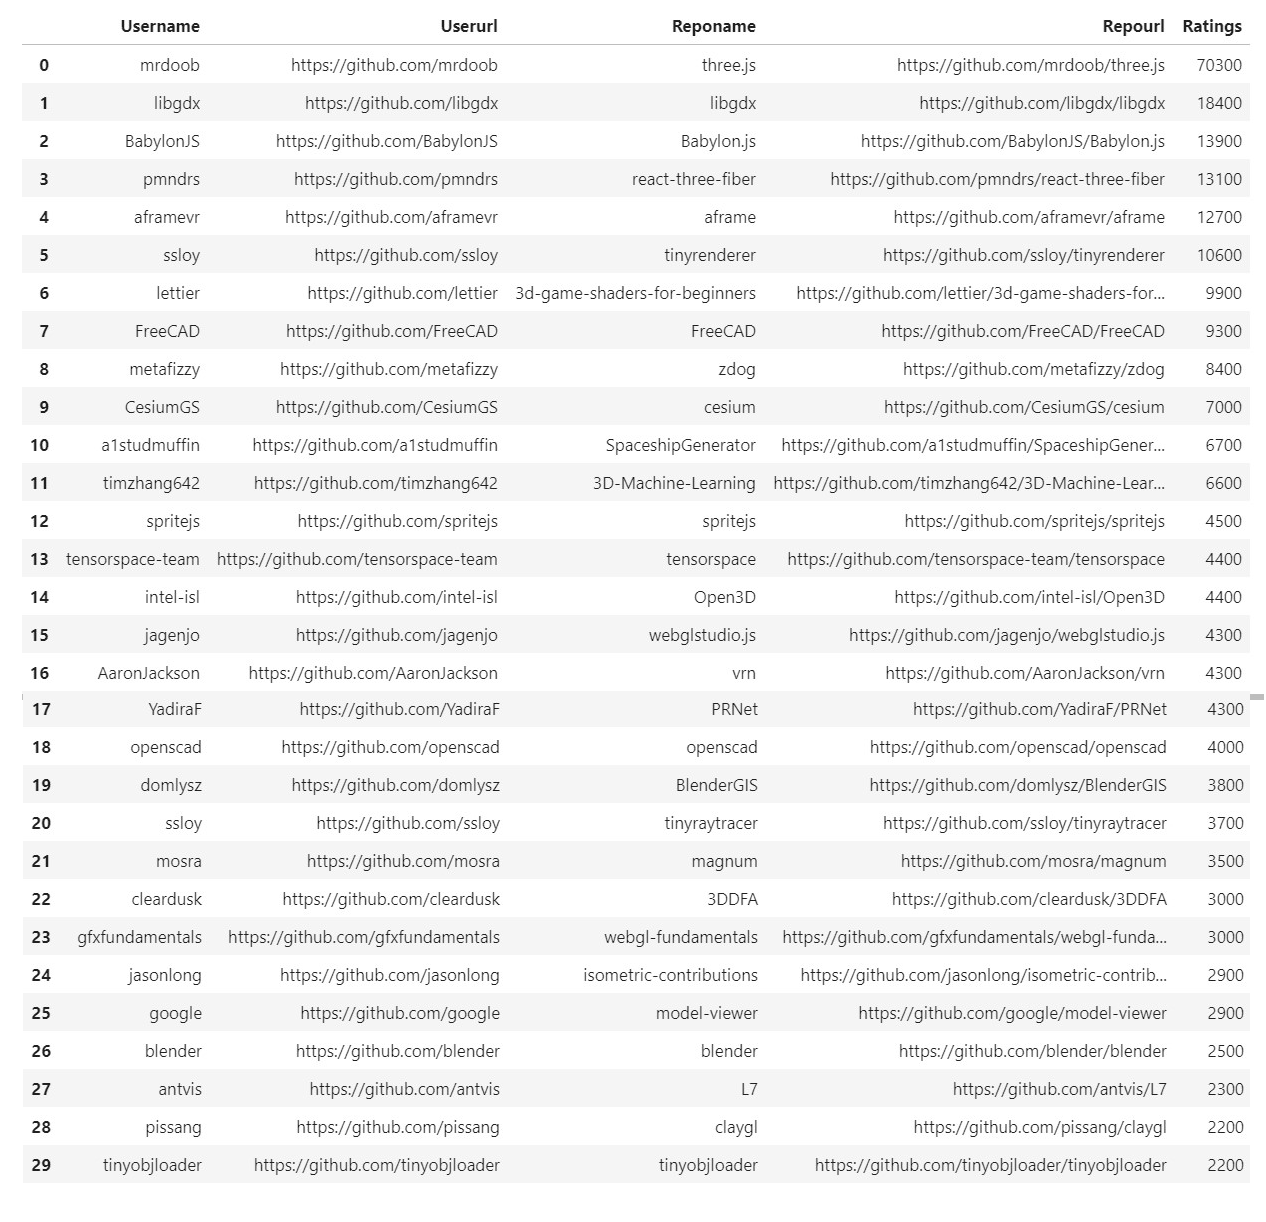 Username Userurl Reponame Repourl Ratings
0 mrdoob https://github.com/mrdoob three.js https://github.com/mrdoob/three.js 70300
1 libgdx https://github.com/libgdx libgdx https://github.com/libgdx/libgdx 18400
2 BabylonJS https://github.com/BabylonJS Babylon.js https://github.com/BabylonJS/Babylon.js 13900
3 pmndrs https://github.com/pmndrs react-three-fiber https://github.com/pmndrs/react-three-fiber 13100
4 aframevr https://github.com/aframevr aframe https://github.com/aframevr/aframe 12700
5 ssloy https://github.com/ssloy tinyrenderer https://github.com/ssloy/tinyrenderer 10600
6 lettier https://github.com/lettier 3d-game-shaders-for-beginners https://github.com/lettier/3d-game-shaders-for... 9900
7 FreeCAD https://github.com/FreeCAD FreeCAD https://github.com/FreeCAD/FreeCAD 9300
8 metafizzy https://github.com/metafizzy zdog https://github.com/metafizzy/zdog 8400
9 CesiumGS https://github.com/CesiumGS cesium https://github.com/CesiumGS/cesium 7000
10 a1studmuffin https://github.com/a1studmuffin SpaceshipGenerator https://github.com/a1studmuffin/SpaceshipGener... 6700
11 timzhang642 https://github.com/timzhang642 3D-Machine-Learning https://github.com/timzhang642/3D-Machine-Lear... 6600
12 spritejs https://github.com/spritejs spritejs https://github.com/spritejs/spritejs 4500
13 tensorspace-team https://github.com/tensorspace-team tensorspace https://github.com/tensorspace-team/tensorspace 4400
14 intel-isl https://github.com/intel-isl Open3D https://github.com/intel-isl/Open3D 4400
15 jagenjo https://github.com/jagenjo webglstudio.js https://github.com/jagenjo/webglstudio.js 4300
16 AaronJackson https://github.com/AaronJackson vrn https://github.com/AaronJackson/vrn 4300
17 YadiraF https://github.com/YadiraF PRNet https://github.com/YadiraF/PRNet 4300
18 openscad https://github.com/openscad openscad https://github.com/openscad/openscad 4000
19 domlysz https://github.com/domlysz BlenderGIS https://github.com/domlysz/BlenderGIS 3800
20 ssloy https://github.com/ssloy tinyraytracer https://github.com/ssloy/tinyraytracer 3700
21 mosra https://github.com/mosra magnum https://github.com/mosra/magnum 3500
22 cleardusk https://github.com/cleardusk 3DDFA https://github.com/cleardusk/3DDFA 3000
23 gfxfundamentals https://github.com/gfxfundamentals webgl-fundamentals https://github.com/gfxfundamentals/webgl-funda... 3000
24 jasonlong https://github.com/jasonlong isometric-contributions https://github.com/jasonlong/isometric-contrib... 2900
25 google https://github.com/google model-viewer https://github.com/google/model-viewer 2900
26 blender https://github.com/blender blender https://github.com/blender/blender 2500
27 antvis https://github.com/antvis L7 https://github.com/antvis/L7 2300
28 pissang https://github.com/pissang claygl https://github.com/pissang/claygl 2200
29 tinyobjloader https://github.com/tinyobjloader tinyobjloader https://github.com/tinyobjloader/tinyobjloader 2200